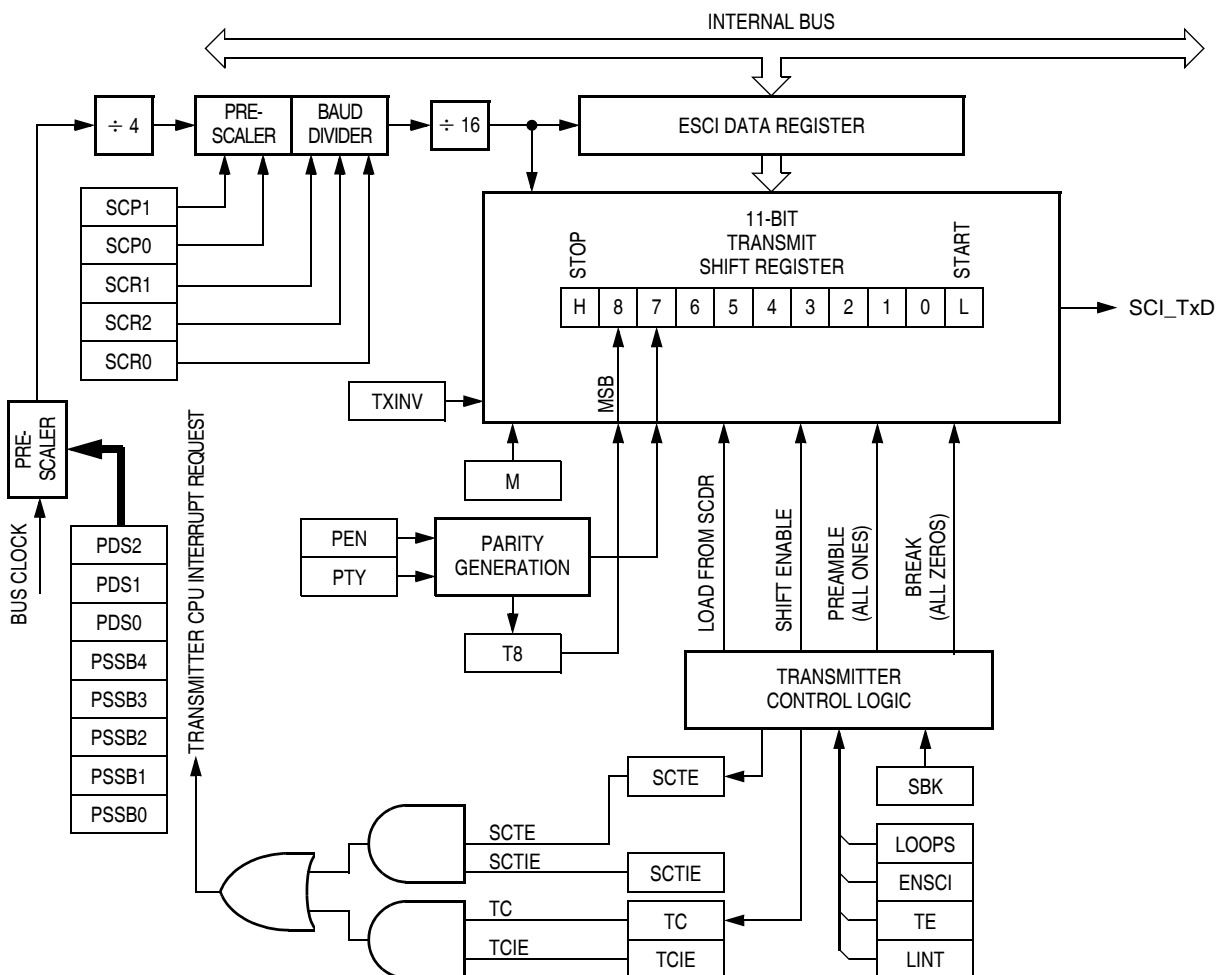 INTERNAL BUS
÷ 4
PRE-
SCALER
BAUD
DIVIDER
÷ 16
ESCI DATA REGISTER
SCP1
SCP0
SCR1
SCR2
SCR0
11-BIT
TRANSMIT
SHIFT REGISTER
STOP
START
H 8 7 6 5 4 3 2 1 0 L
SCI_TxD
TXINV
MSB
M
PRE-
SCALER
BUS CLOCK
PDS2
PDS1
PDS0
PSSB4
PSSB3
PSSB2
PSSB1
PSSB0
TRANSMITTER CPU INTERRUPT REQUEST
PEN
PTY
PARITY
GENERATION
T8
LOAD FROM SCDR
SHIFT ENABLE
PREAMBLE
(ALL ONES)
BREAK
(ALL ZEROS)
TRANSMITTER
CONTROL LOGIC
SCTE
SBK
SCTE
SCTIE
SCTIE
TC
TC
TCIE
TCIE
LOOPS
ENSCI
TE
LINT